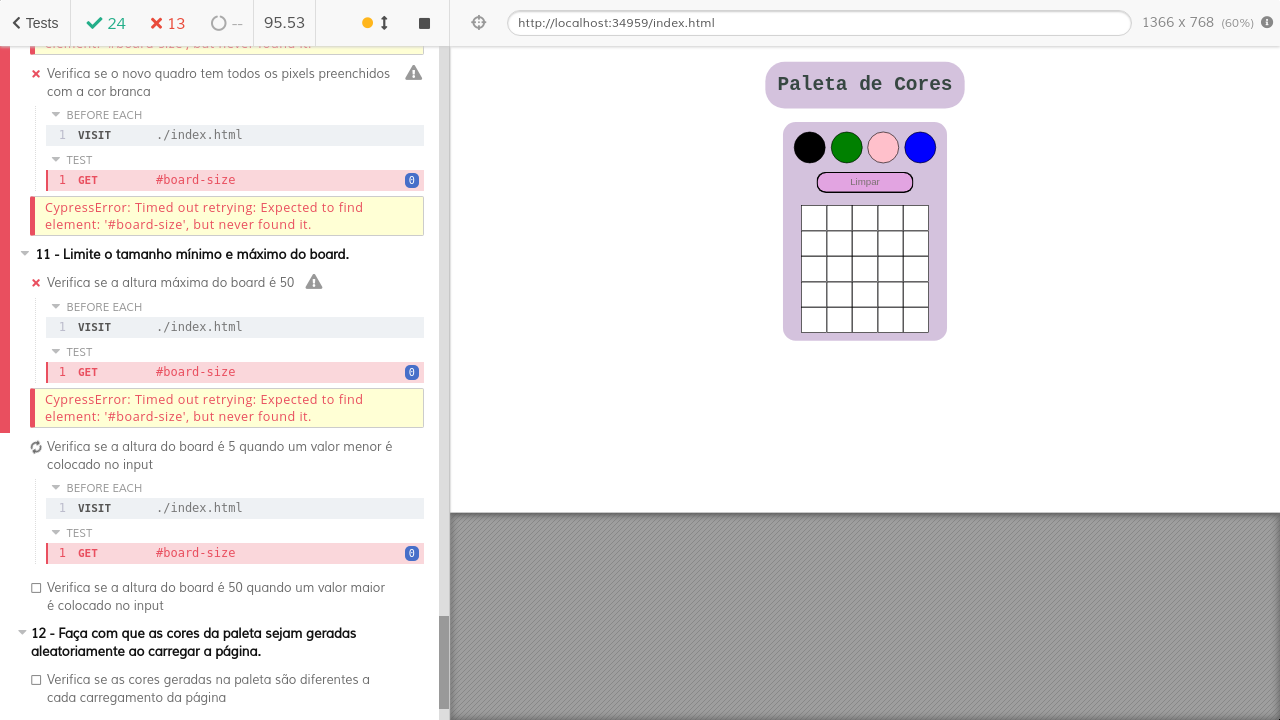 Tests
24
13
--
95.53
http://localhost:34959/index.html
1366 x 768 (60%)
element: '#board-size', but never found it.
Verifica se o novo quadro tem todos os pixels preenchidos
com a cor branca
BEFORE EACH
1 VISIT ./index.html
TEST
1 GET #board-size 0
CypressError: Timed out retrying: Expected to find
element: '#board-size', but never found it.
11 - Limite o tamanho mínimo e máximo do board.
Verifica se a altura máxima do board é 50
BEFORE EACH
1 VISIT ./index.html
TEST
1 GET #board-size 0
CypressError: Timed out retrying: Expected to find
element: '#board-size', but never found it.
Verifica se a altura do board é 5 quando um valor menor é
colocado no input
BEFORE EACH
1 VISIT ./index.html
TEST
1 GET #board-size 0
Verifica se a altura do board é 50 quando um valor maior
é colocado no input
12 - Faça com que as cores da paleta sejam geradas
aleatoriamente ao carregar a página.
Verifica se as cores geradas na paleta são diferentes a
cada carregamento da página
Paleta de Cores
Limpar